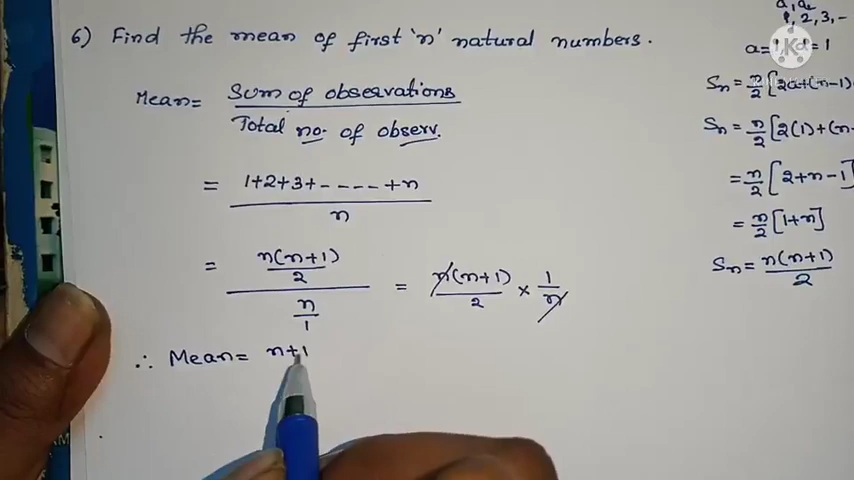 6) Find the mean of first 'n' natural numbers.
Mean= Sum of observations
Total no. of observ.
= 1+2+3+----+n
n
= n(n+1)
2
n
1
= n(n+1)
2
× 1
n
∴ Mean= n+1
a,a₂
1,2,3,-
a=1, d=1
Sn= n/2 [2a+(n-1)
Sn= n/2 [2(1)+(n-
= n/2 [2+n-1]
= n/2 [1+n]
Sn= n(n+1)
2
K